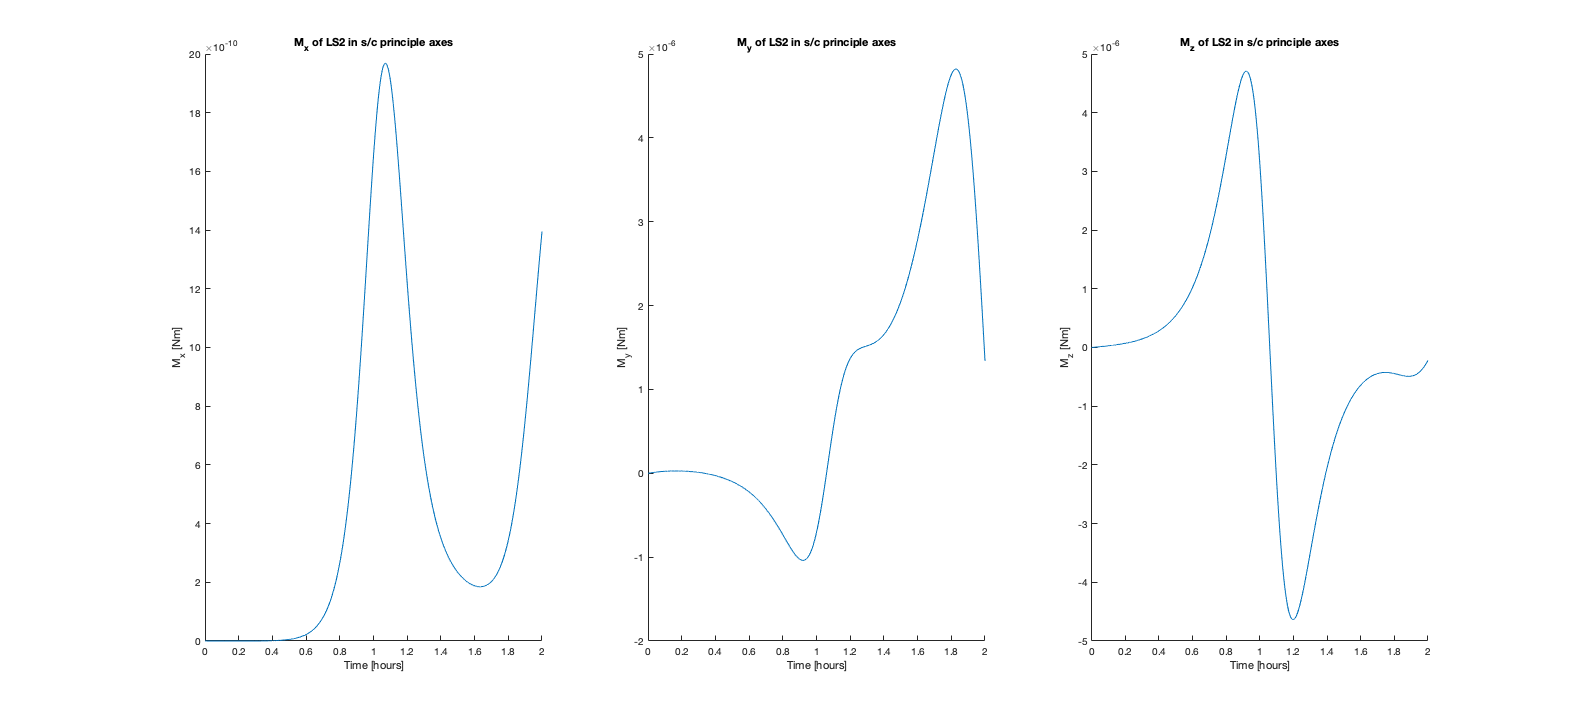 M_x of LS2 in s/c principle axes
×10^-10
20
18
16
14
12
10
8
6
4
2
0
M_x [Nm]
0 0.2 0.4 0.6 0.8 1 1.2 1.4 1.6 1.8 2
Time [hours]
M_y of LS2 in s/c principle axes
×10^-6
5
4
3
2
1
0
-1
-2
M_y [Nm]
0 0.2 0.4 0.6 0.8 1 1.2 1.4 1.6 1.8 2
Time [hours]
M_z of LS2 in s/c principle axes
×10^-6
5
4
3
2
1
0
-1
-2
-3
-4
-5
M_z [Nm]
0 0.2 0.4 0.6 0.8 1 1.2 1.4 1.6 1.8 2
Time [hours]